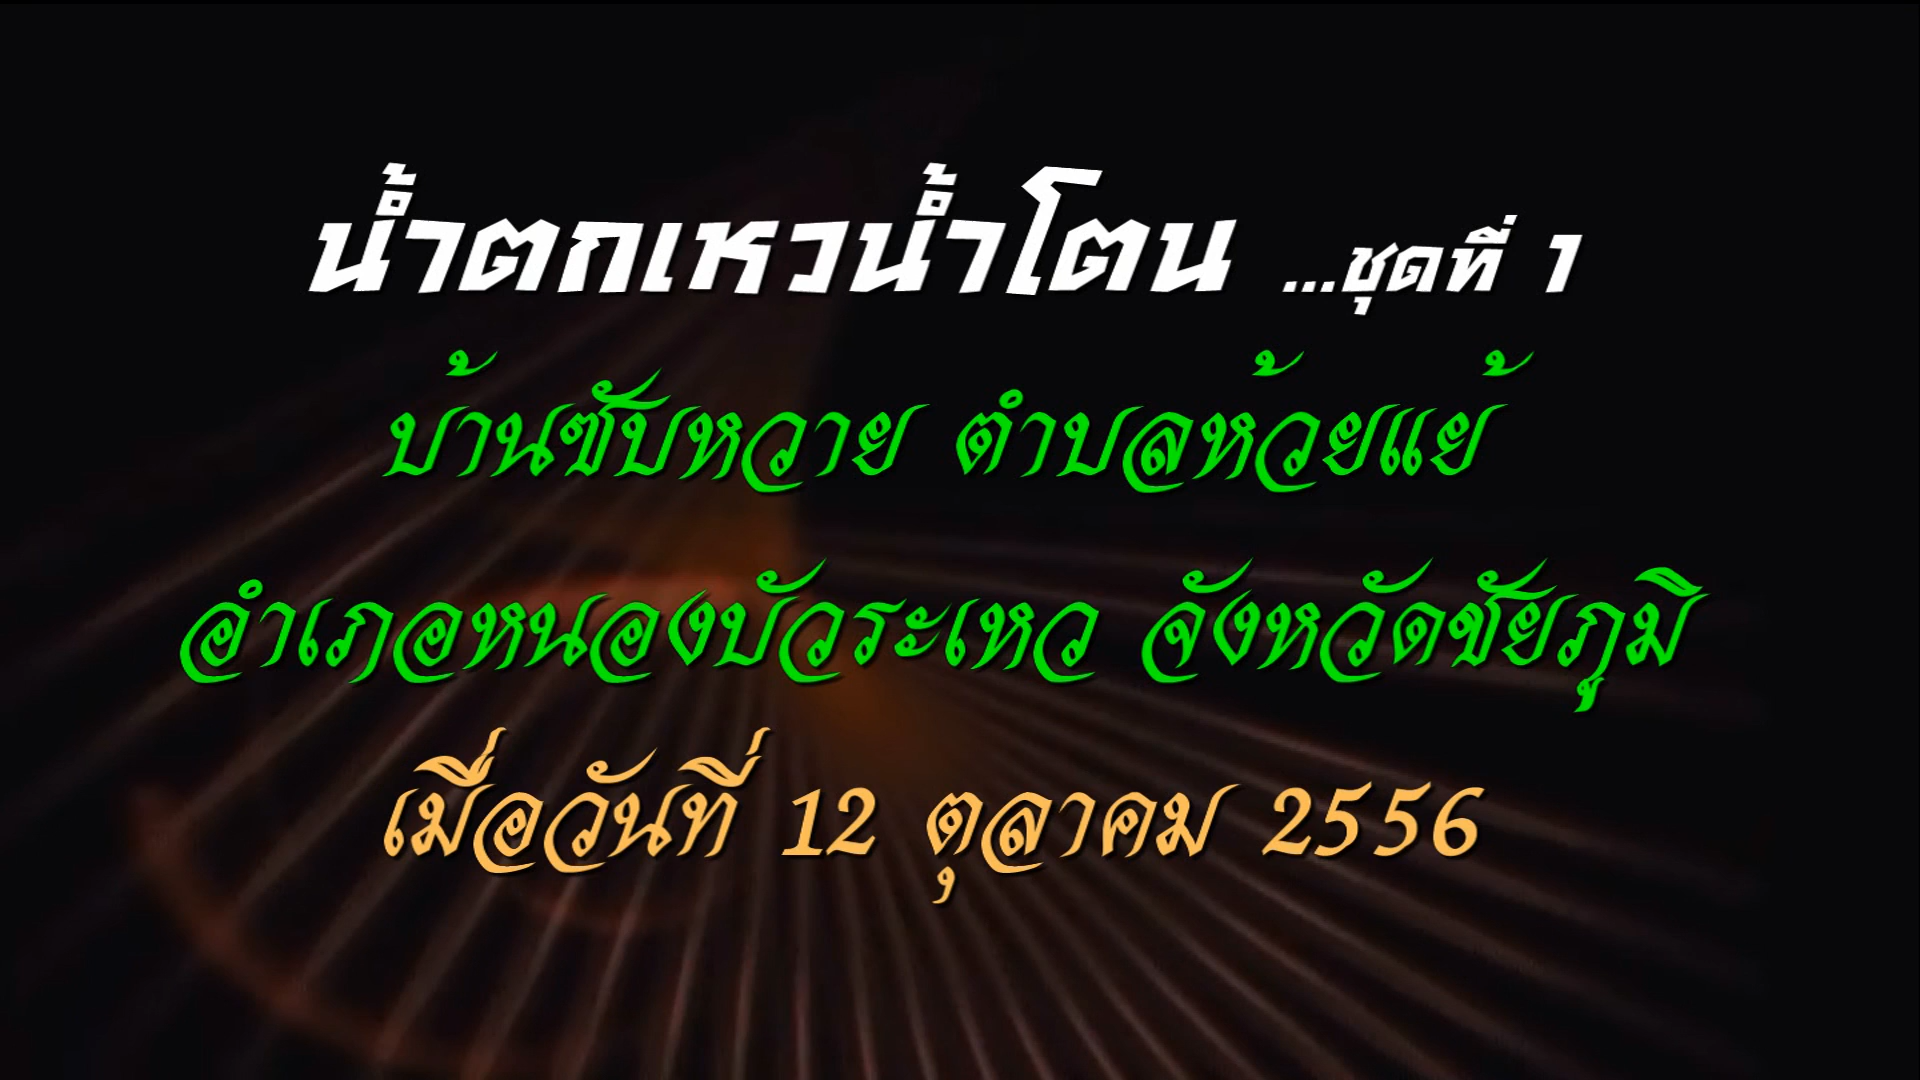 น้ำตกเหวน้ำโตน ...ชุดที่ 1
บ้านซับหวาย ตำบลห้วยแย้
อำเภอหนองบัวระเหว จังหวัดชัยภูมิ
เมื่อวันที่ 12 ตุลาคม 2556